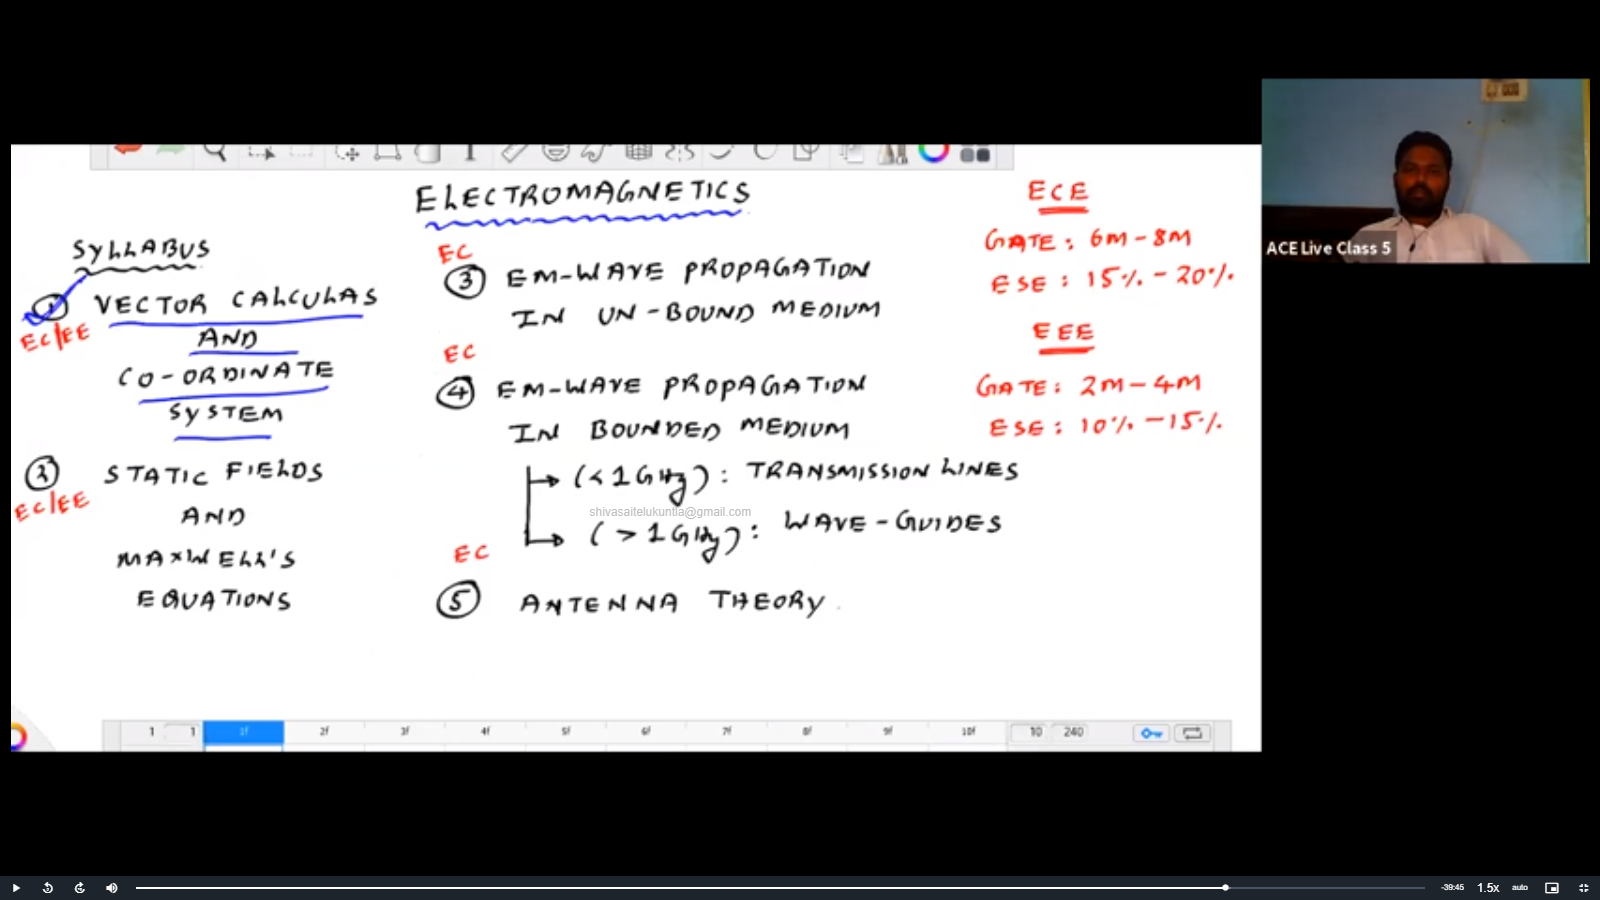 ELECTROMAGNETICS
SYLLABUS
① VECTOR CALCULAS
EC/EE
AND
CO-ORDINATE
SYSTEM
② STATIC FIELDS
EC/EE
AND
MAXWELL'S
EQUATIONS
EC
③ EM-WAVE PROPAGATION
IN UN-BOUND MEDIUM
EC
④ EM-WAVE PROPAGATION
IN BOUNDED MEDIUM
(<1GHz): TRANSMISSION LINES
shivasaitelukuntla@gmail.com
(>1GHz): WAVE-GUIDES
EC
⑤ ANTENNA THEORY.
ECE
GATE: 6M-8M
ESE: 15%-20%
EEE
GATE: 2M-4M
ESE: 10%-15%
ACE Live Class 5
1 1 1f 2f 3f 4f 5f 6f 7f 8f 9f 10f 10 240
-39:45 1.5x auto